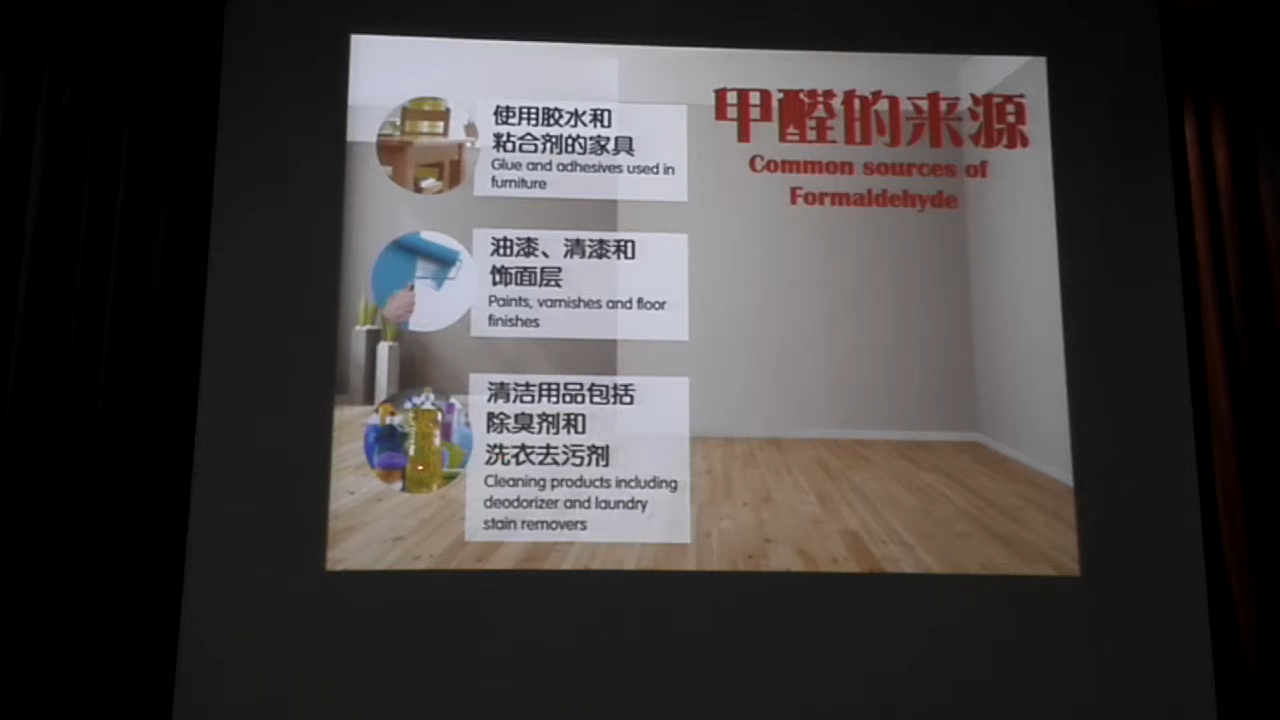 甲醛的来源
Common sources of
Formaldehyde
使用胶水和
粘合剂的家具
Glue and adhesives used in
furniture
油漆、清漆和
饰面层
Paints, varnishes and floor
finishes
清洁用品包括
除臭剂和
洗衣去污剂
Cleaning products including
deodorizer and laundry
stain removers